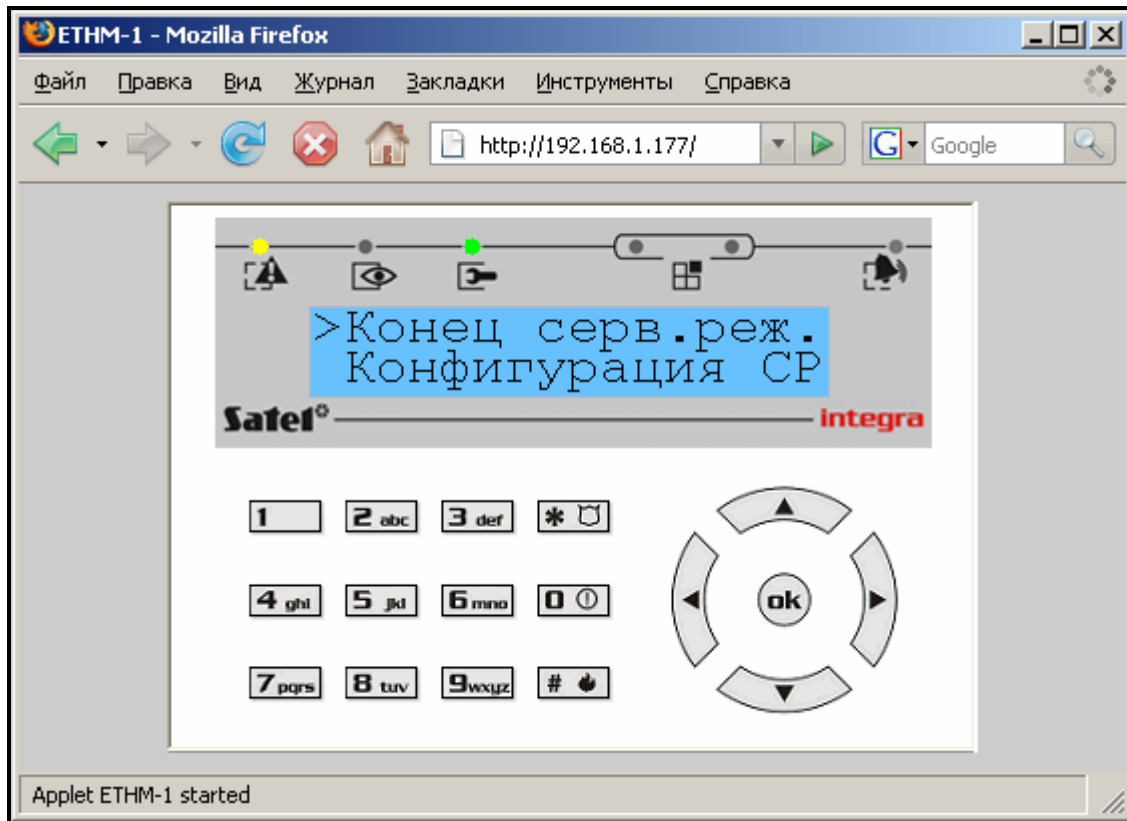 ETHM-1 - Mozilla Firefox
Файл Правка Вид Журнал Закладки Инструменты Справка
http://192.168.1.177/ G Google
>Конец серв.реж.
Конфигурация СР
Satel integra
1 2 abc 3 def *
4 ghi 5 jkl 6 mno 0 ok
7 pqrs 8 tuv 9 wxyz #
Applet ETHM-1 started